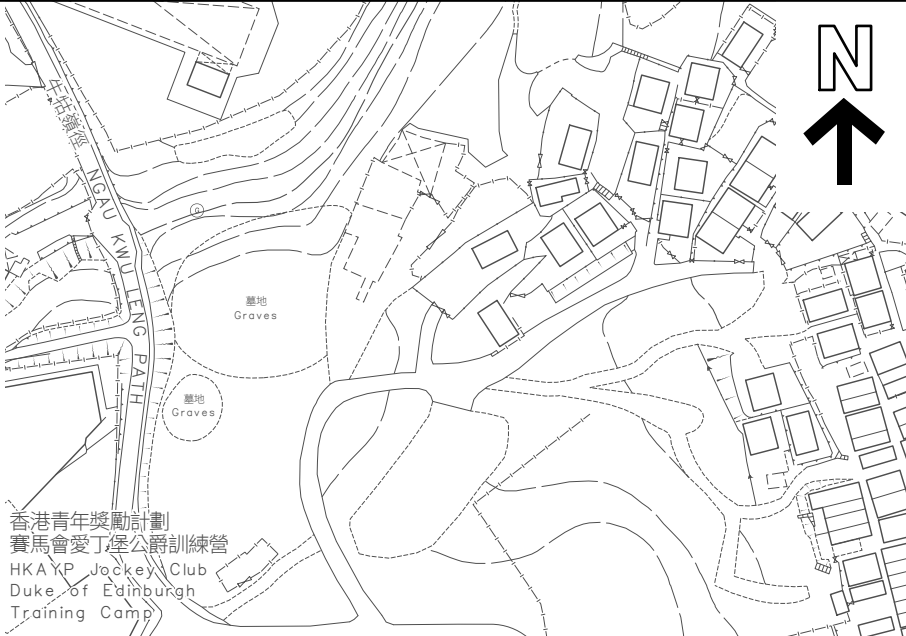 N
牛牯嶺徑
NGAU KWU LENG PATH
G
墓地
Graves
墓地
Graves
香港青年獎勵計劃
賽馬會愛丁堡公爵訓練營
HKAYP Jockey Club
Duke of Edinburgh
Training Camp